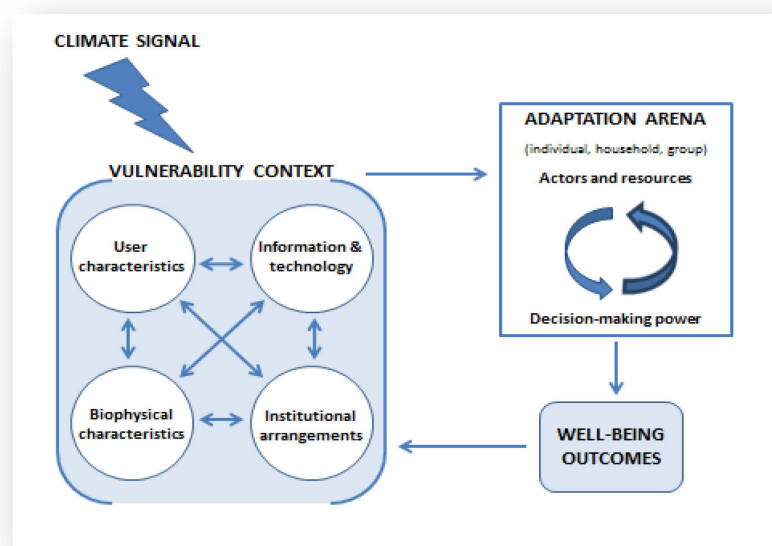 CLIMATE SIGNAL
VULNERABILITY CONTEXT
User
characteristics
Information &
technology
Biophysical
characteristics
Institutional
arrangements
ADAPTATION ARENA
(individual, household, group)
Actors and resources
Decision-making power
WELL-BEING
OUTCOMES